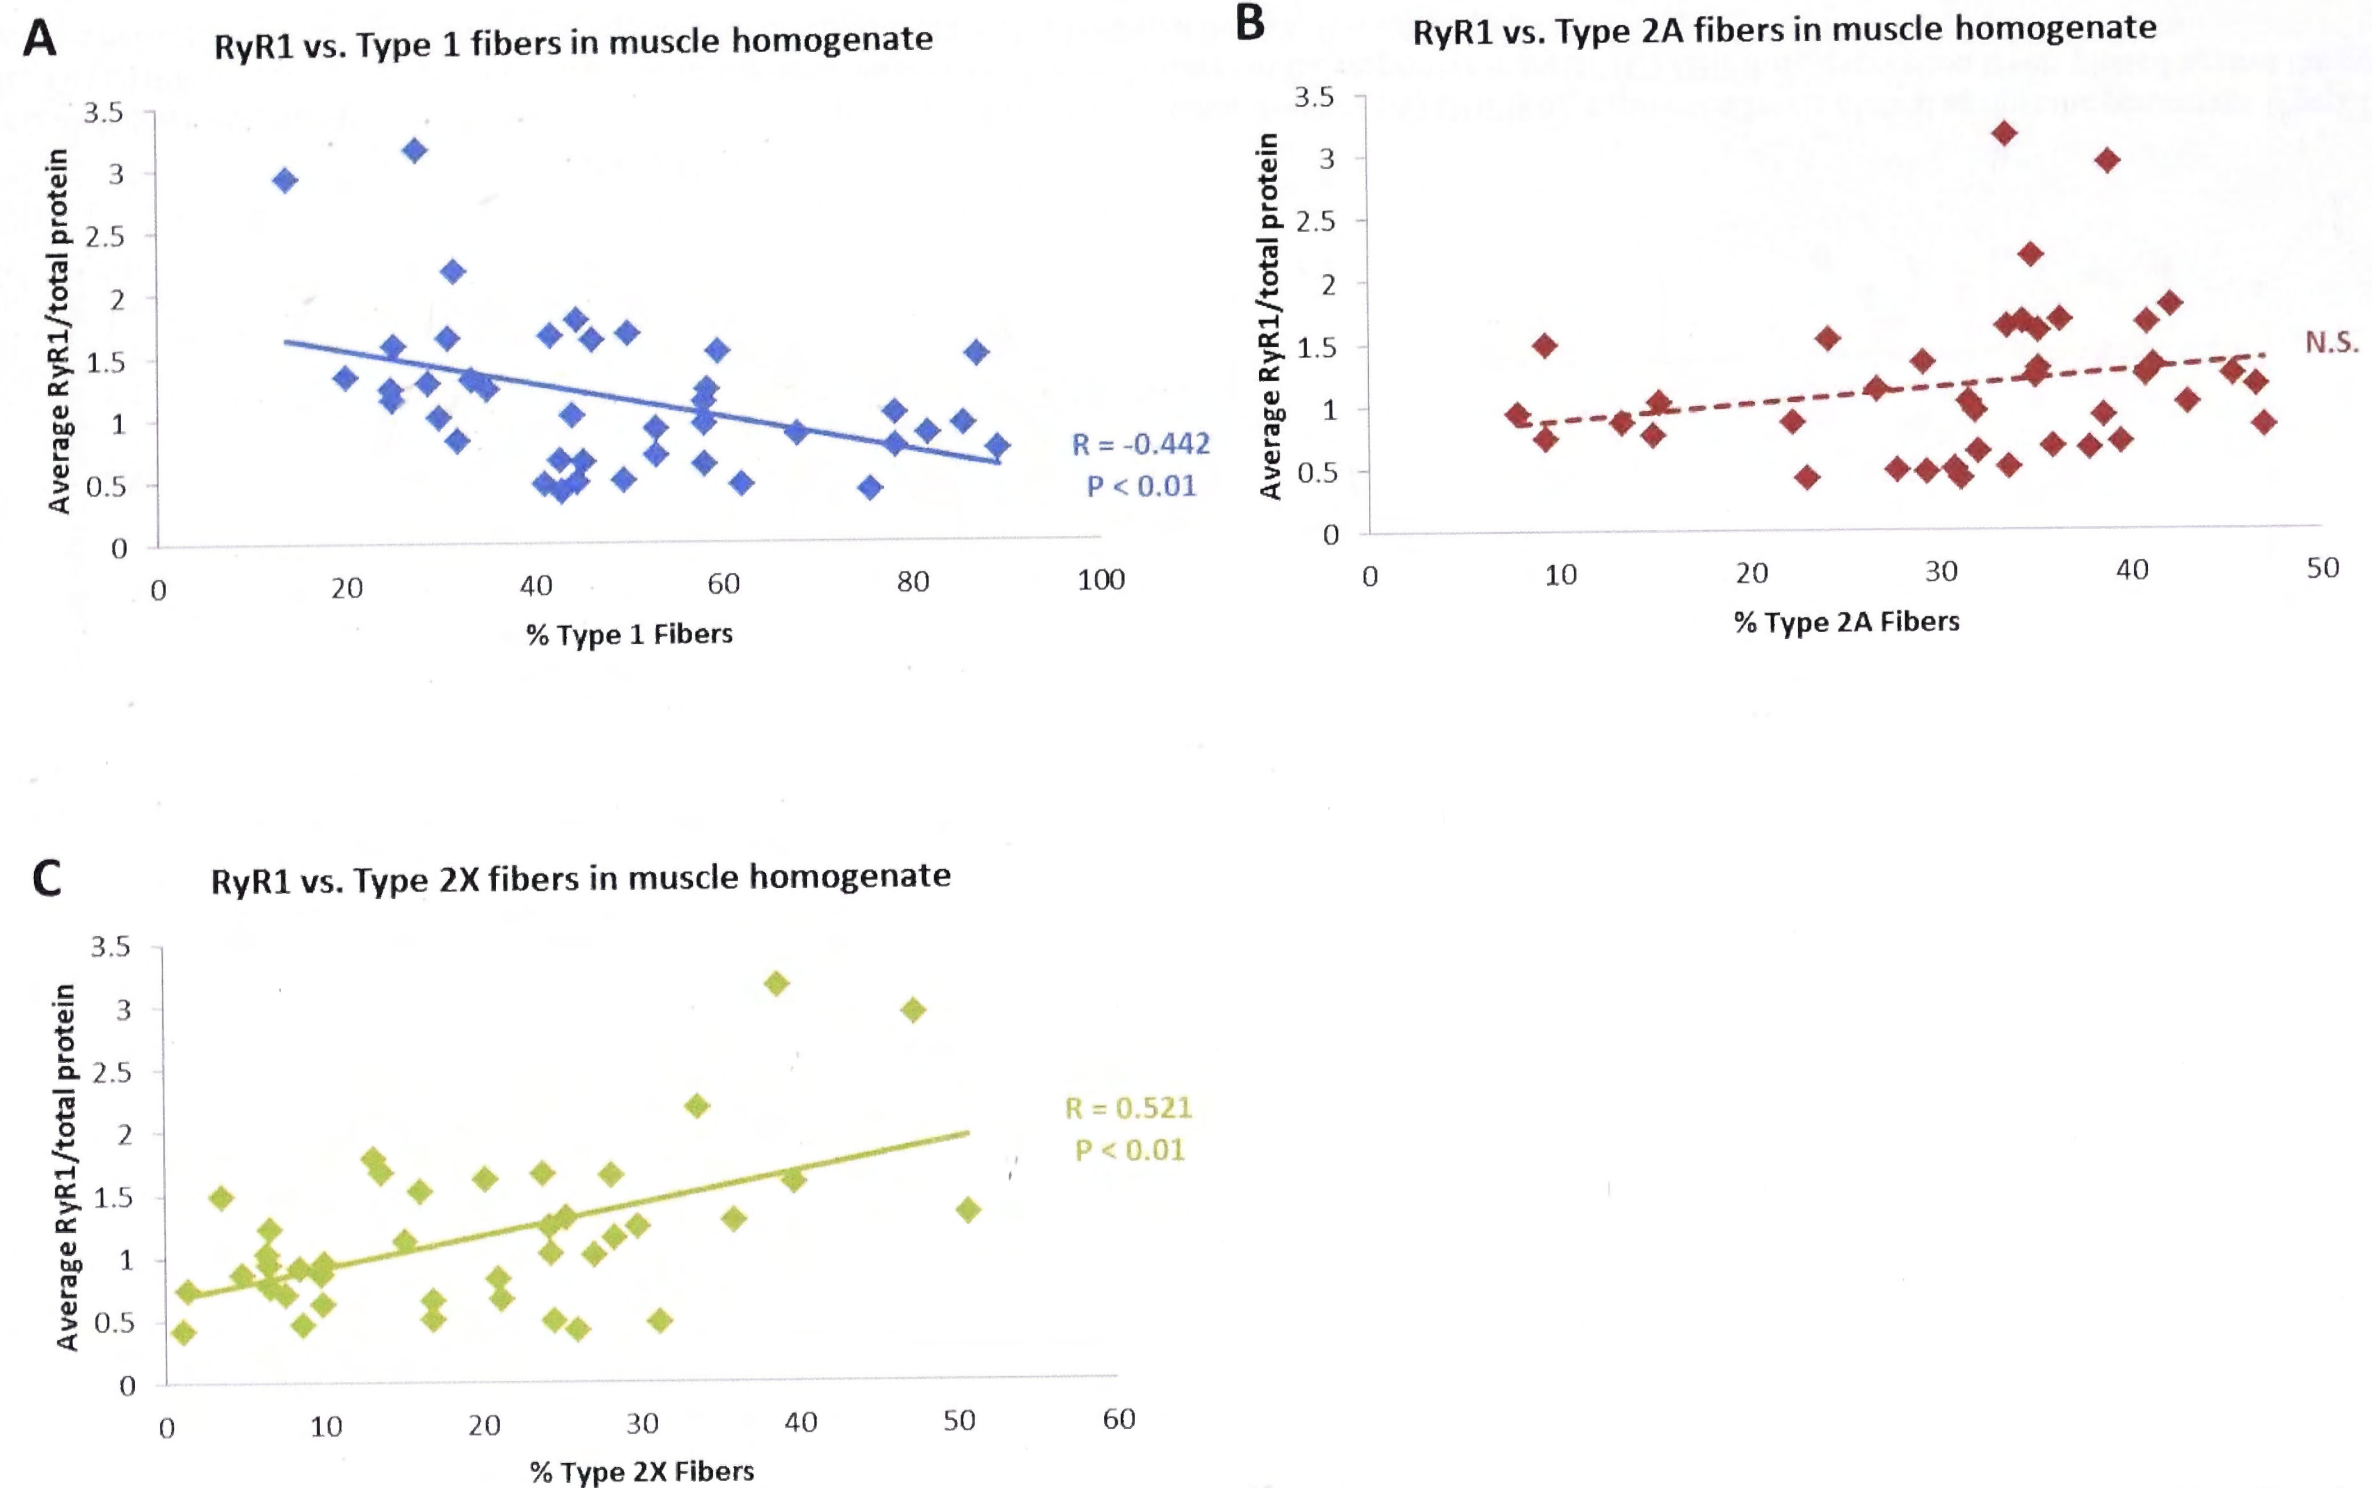 A
RyR1 vs. Type 1 fibers in muscle homogenate
Average RyR1/total protein
3.5
3
2.5
2
1.5
1
0.5
0
0
20
40
60
80
100
% Type 1 Fibers
R = -0.442
P < 0.01
B
RyR1 vs. Type 2A fibers in muscle homogenate
Average RyR1/total protein
3.5
3
2.5
2
1.5
1
0.5
0
0
10
20
30
40
50
% Type 2A Fibers
N.S.
C
RyR1 vs. Type 2X fibers in muscle homogenate
Average RyR1/total protein
3.5
3
2.5
2
1.5
1
0.5
0
0
10
20
30
40
50
60
% Type 2X Fibers
R = 0.521
P < 0.01